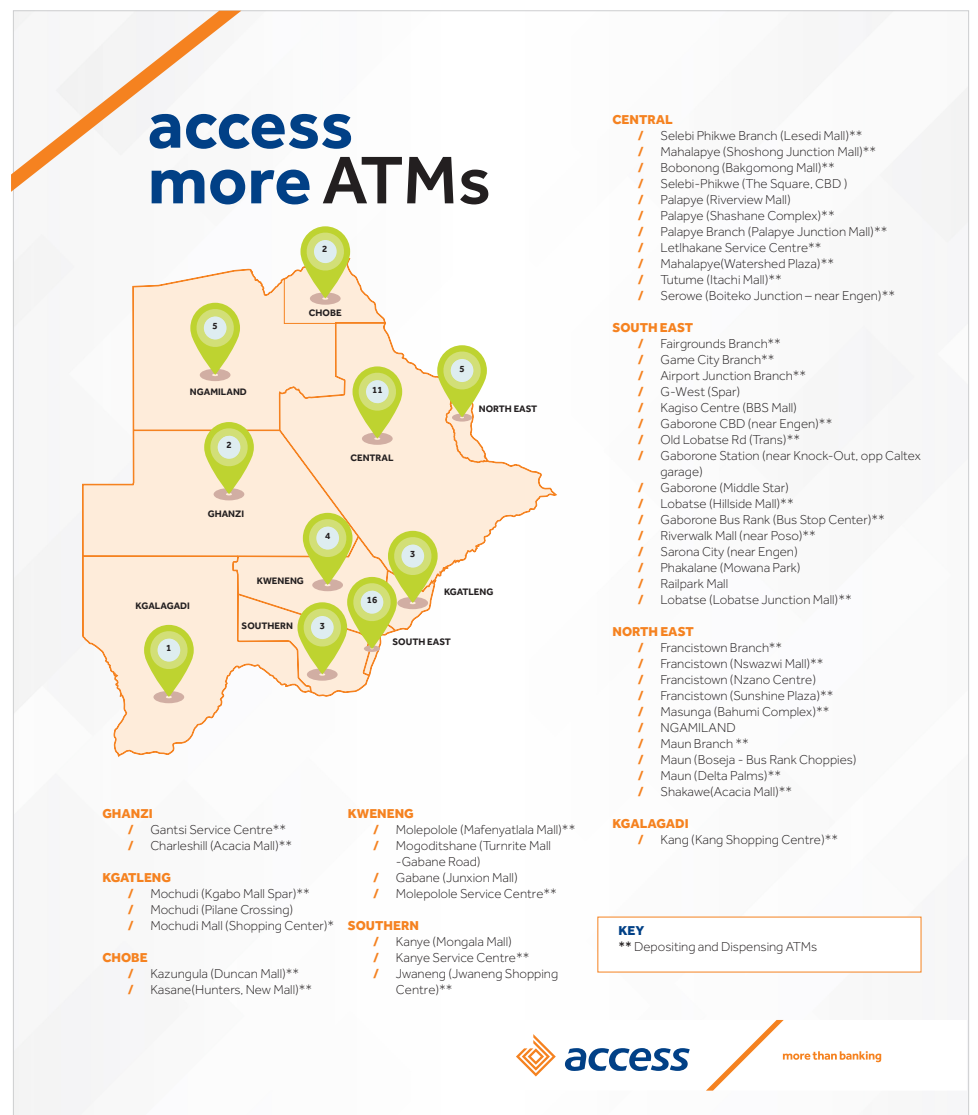 access
more ATMs
2
CHOBE
5
NGAMILAND
5
NORTH EAST
11
CENTRAL
2
GHANZI
4
KWENENG
3
KGATLENG
KGALAGADI
1
SOUTHERN
3
16
SOUTH EAST
CENTRAL
/ Selebi Phikwe Branch (Lesedi Mall)**
/ Mahalapye (Shoshong Junction Mall)**
/ Bobonong (Bakgomong Mall)**
/ Selebi-Phikwe (The Square, CBD )
/ Palapye (Riverview Mall)
/ Palapye (Shashane Complex)**
/ Palapye Branch (Palapye Junction Mall)**
/ Letlhakane Service Centre**
/ Mahalapye(Watershed Plaza)**
/ Tutume (Itachi Mall)**
/ Serowe (Boiteko Junction – near Engen)**
SOUTH EAST
/ Fairgrounds Branch**
/ Game City Branch**
/ Airport Junction Branch**
/ G-West (Spar)
/ Kagiso Centre (BBS Mall)
/ Gaborone CBD (near Engen)**
/ Old Lobatse Rd (Trans)**
/ Gaborone Station (near Knock-Out, opp Caltex
garage)
/ Gaborone (Middle Star)
/ Lobatse (Hillside Mall)**
/ Gaborone Bus Rank (Bus Stop Center)**
/ Riverwalk Mall (near Poso)**
/ Sarona City (near Engen)
/ Phakalane (Mowana Park)
/ Railpark Mall
/ Lobatse (Lobatse Junction Mall)**
NORTH EAST
/ Francistown Branch**
/ Francistown (Nswazwi Mall)**
/ Francistown (Nzano Centre)
/ Francistown (Sunshine Plaza)**
/ Masunga (Bahumi Complex)**
/ NGAMILAND
/ Maun Branch **
/ Maun (Boseja - Bus Rank Choppies)
/ Maun (Delta Palms)**
/ Shakawe(Acacia Mall)**
KGALAGADI
/ Kang (Kang Shopping Centre)**
GHANZI
/ Gantsi Service Centre**
/ Charleshill (Acacia Mall)**
KGATLENG
/ Mochudi (Kgabo Mall Spar)**
/ Mochudi (Pilane Crossing)
/ Mochudi Mall (Shopping Center)*
CHOBE
/ Kazungula (Duncan Mall)**
/ Kasane(Hunters, New Mall)**
KWENENG
/ Molepolole (Mafenyatlala Mall)**
/ Mogoditshane (Turnrite Mall
-Gabane Road)
/ Gabane (Junxion Mall)
/ Molepolole Service Centre**
SOUTHERN
/ Kanye (Mongala Mall)
/ Kanye Service Centre**
/ Jwaneng (Jwaneng Shopping
Centre)**
KEY
** Depositing and Dispensing ATMs
access
more than banking